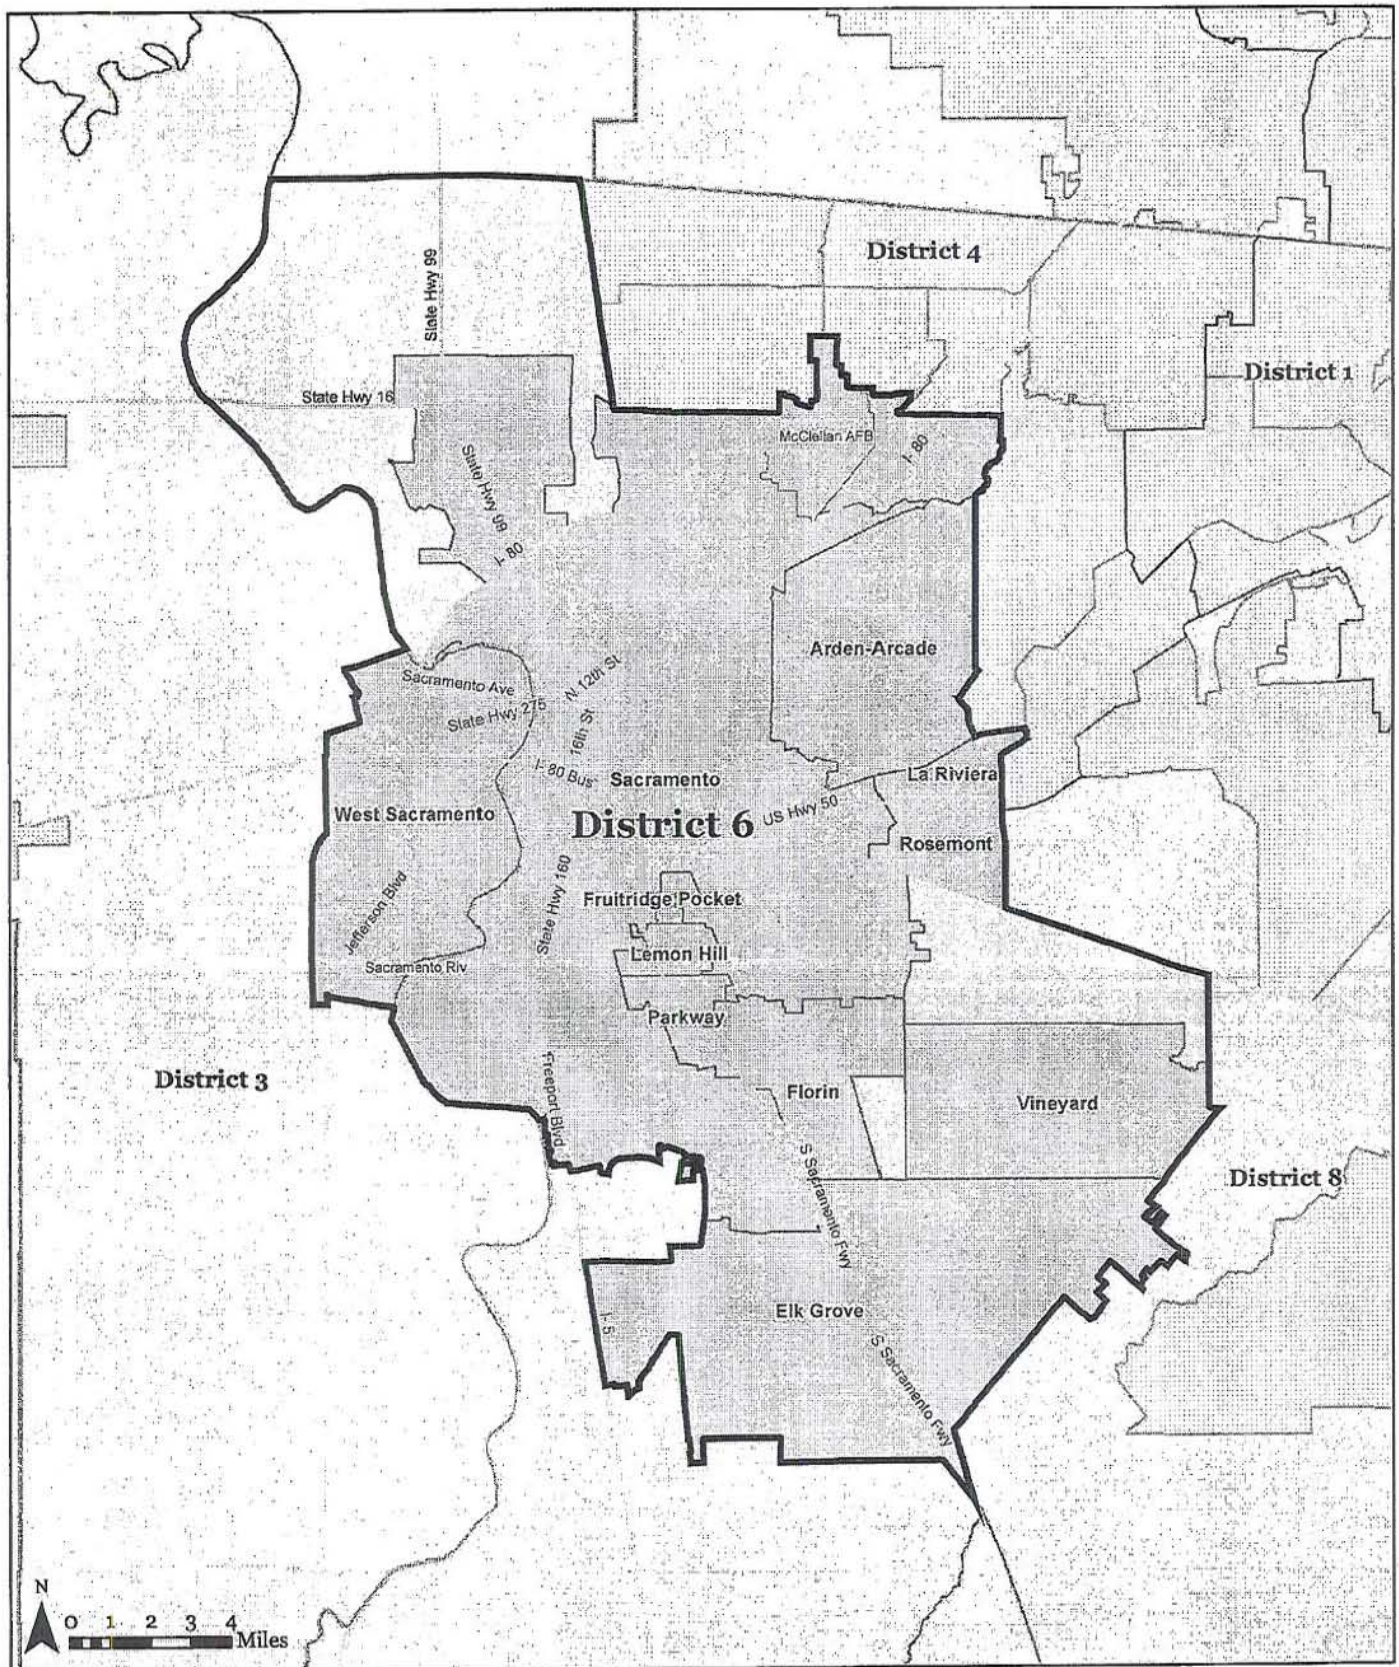 District 4
State Hwy 99
District 1
State Hwy 16
McClellan AFB
I- 80
State Hwy 99
I- 80
Arden-Arcade
N 12th St
Sacramento Ave
State Hwy 275
16th St
I- 80 Bus
Sacramento
La Riviera
US Hwy 50
West Sacramento
District 6
Rosemont
State Hwy 160
Fruitridge Pocket
Jefferson Blvd
Lemon Hill
Sacramento Riv
Parkway
District 3
Freeport Blvd
Florin
Vineyard
District 8
S Sacramento Fwy
Elk Grove
I- 5
S Sacramento Fwy
N
0 1 2 3 4
Miles